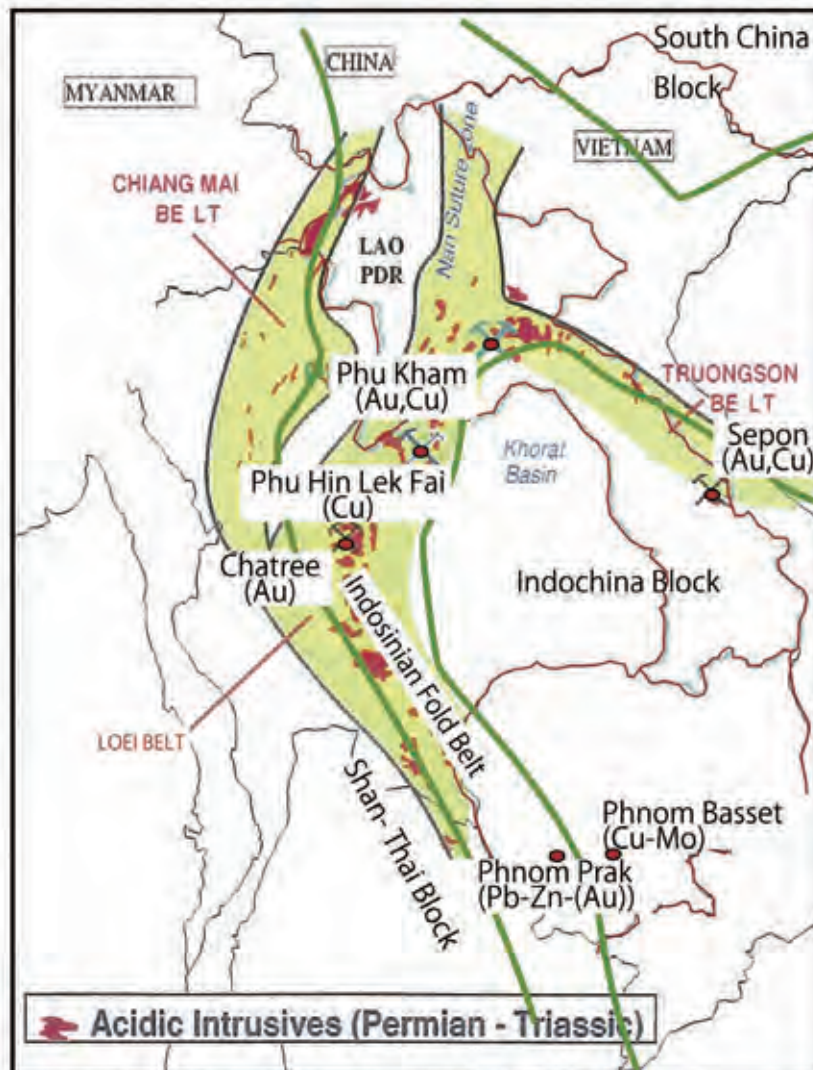 South China
Block
CHINA
MYANMAR
VIETNAM
Nan Suture Zone
CHIANG MAI
BE LT
LAO
PDR
Phu Kham
(Au,Cu)
TRUONGSON
BE LT
Sepon
(Au,Cu)
Khorat
Basin
Phu Hin Lek Fai
(Cu)
Chatree
(Au)
Indochina Block
Indosinian Fold Belt
LOEI BELT
Shan- Thai Block
Phnom Basset
(Cu-Mo)
Phnom Prak
(Pb-Zn-(Au))
Acidic Intrusives (Permian - Triassic)